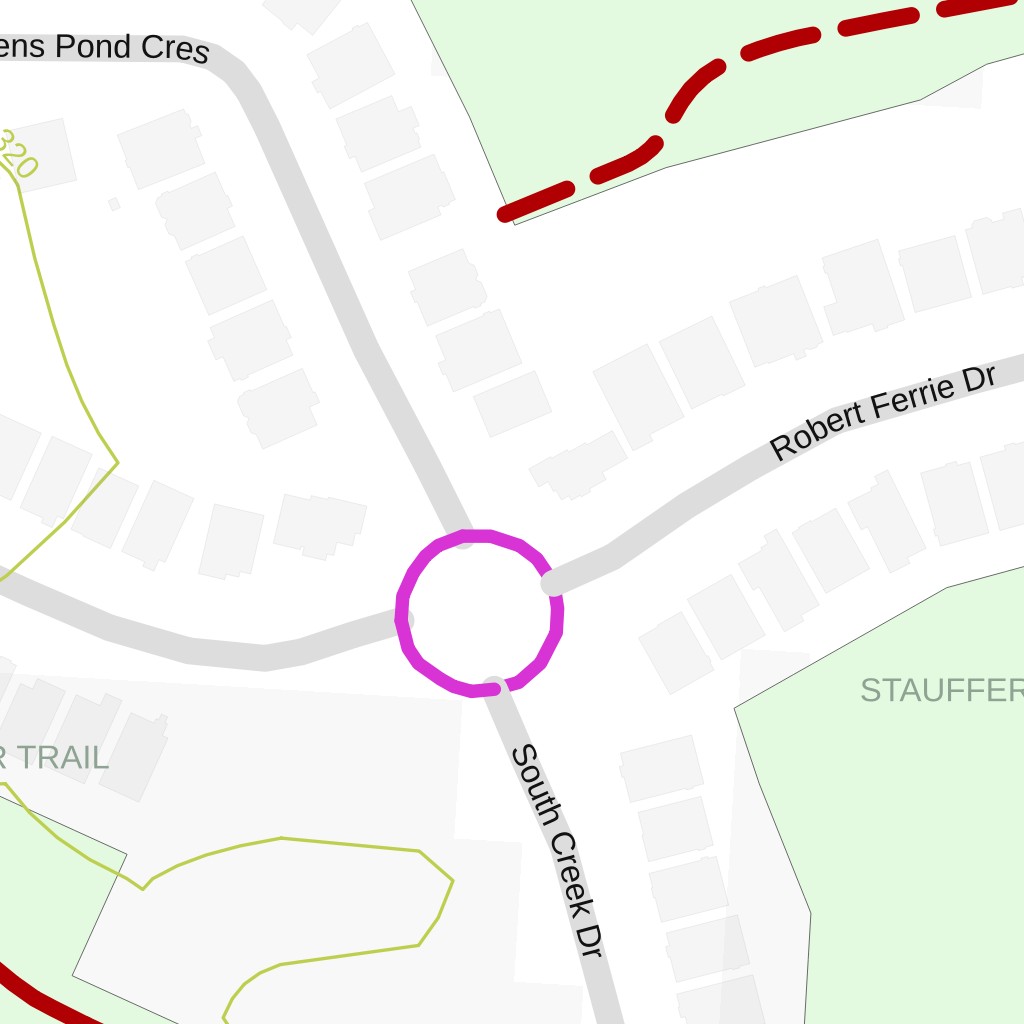 ens Pond Cres
320
Robert Ferrie Dr
STAUFFER
R TRAIL
South Creek Dr